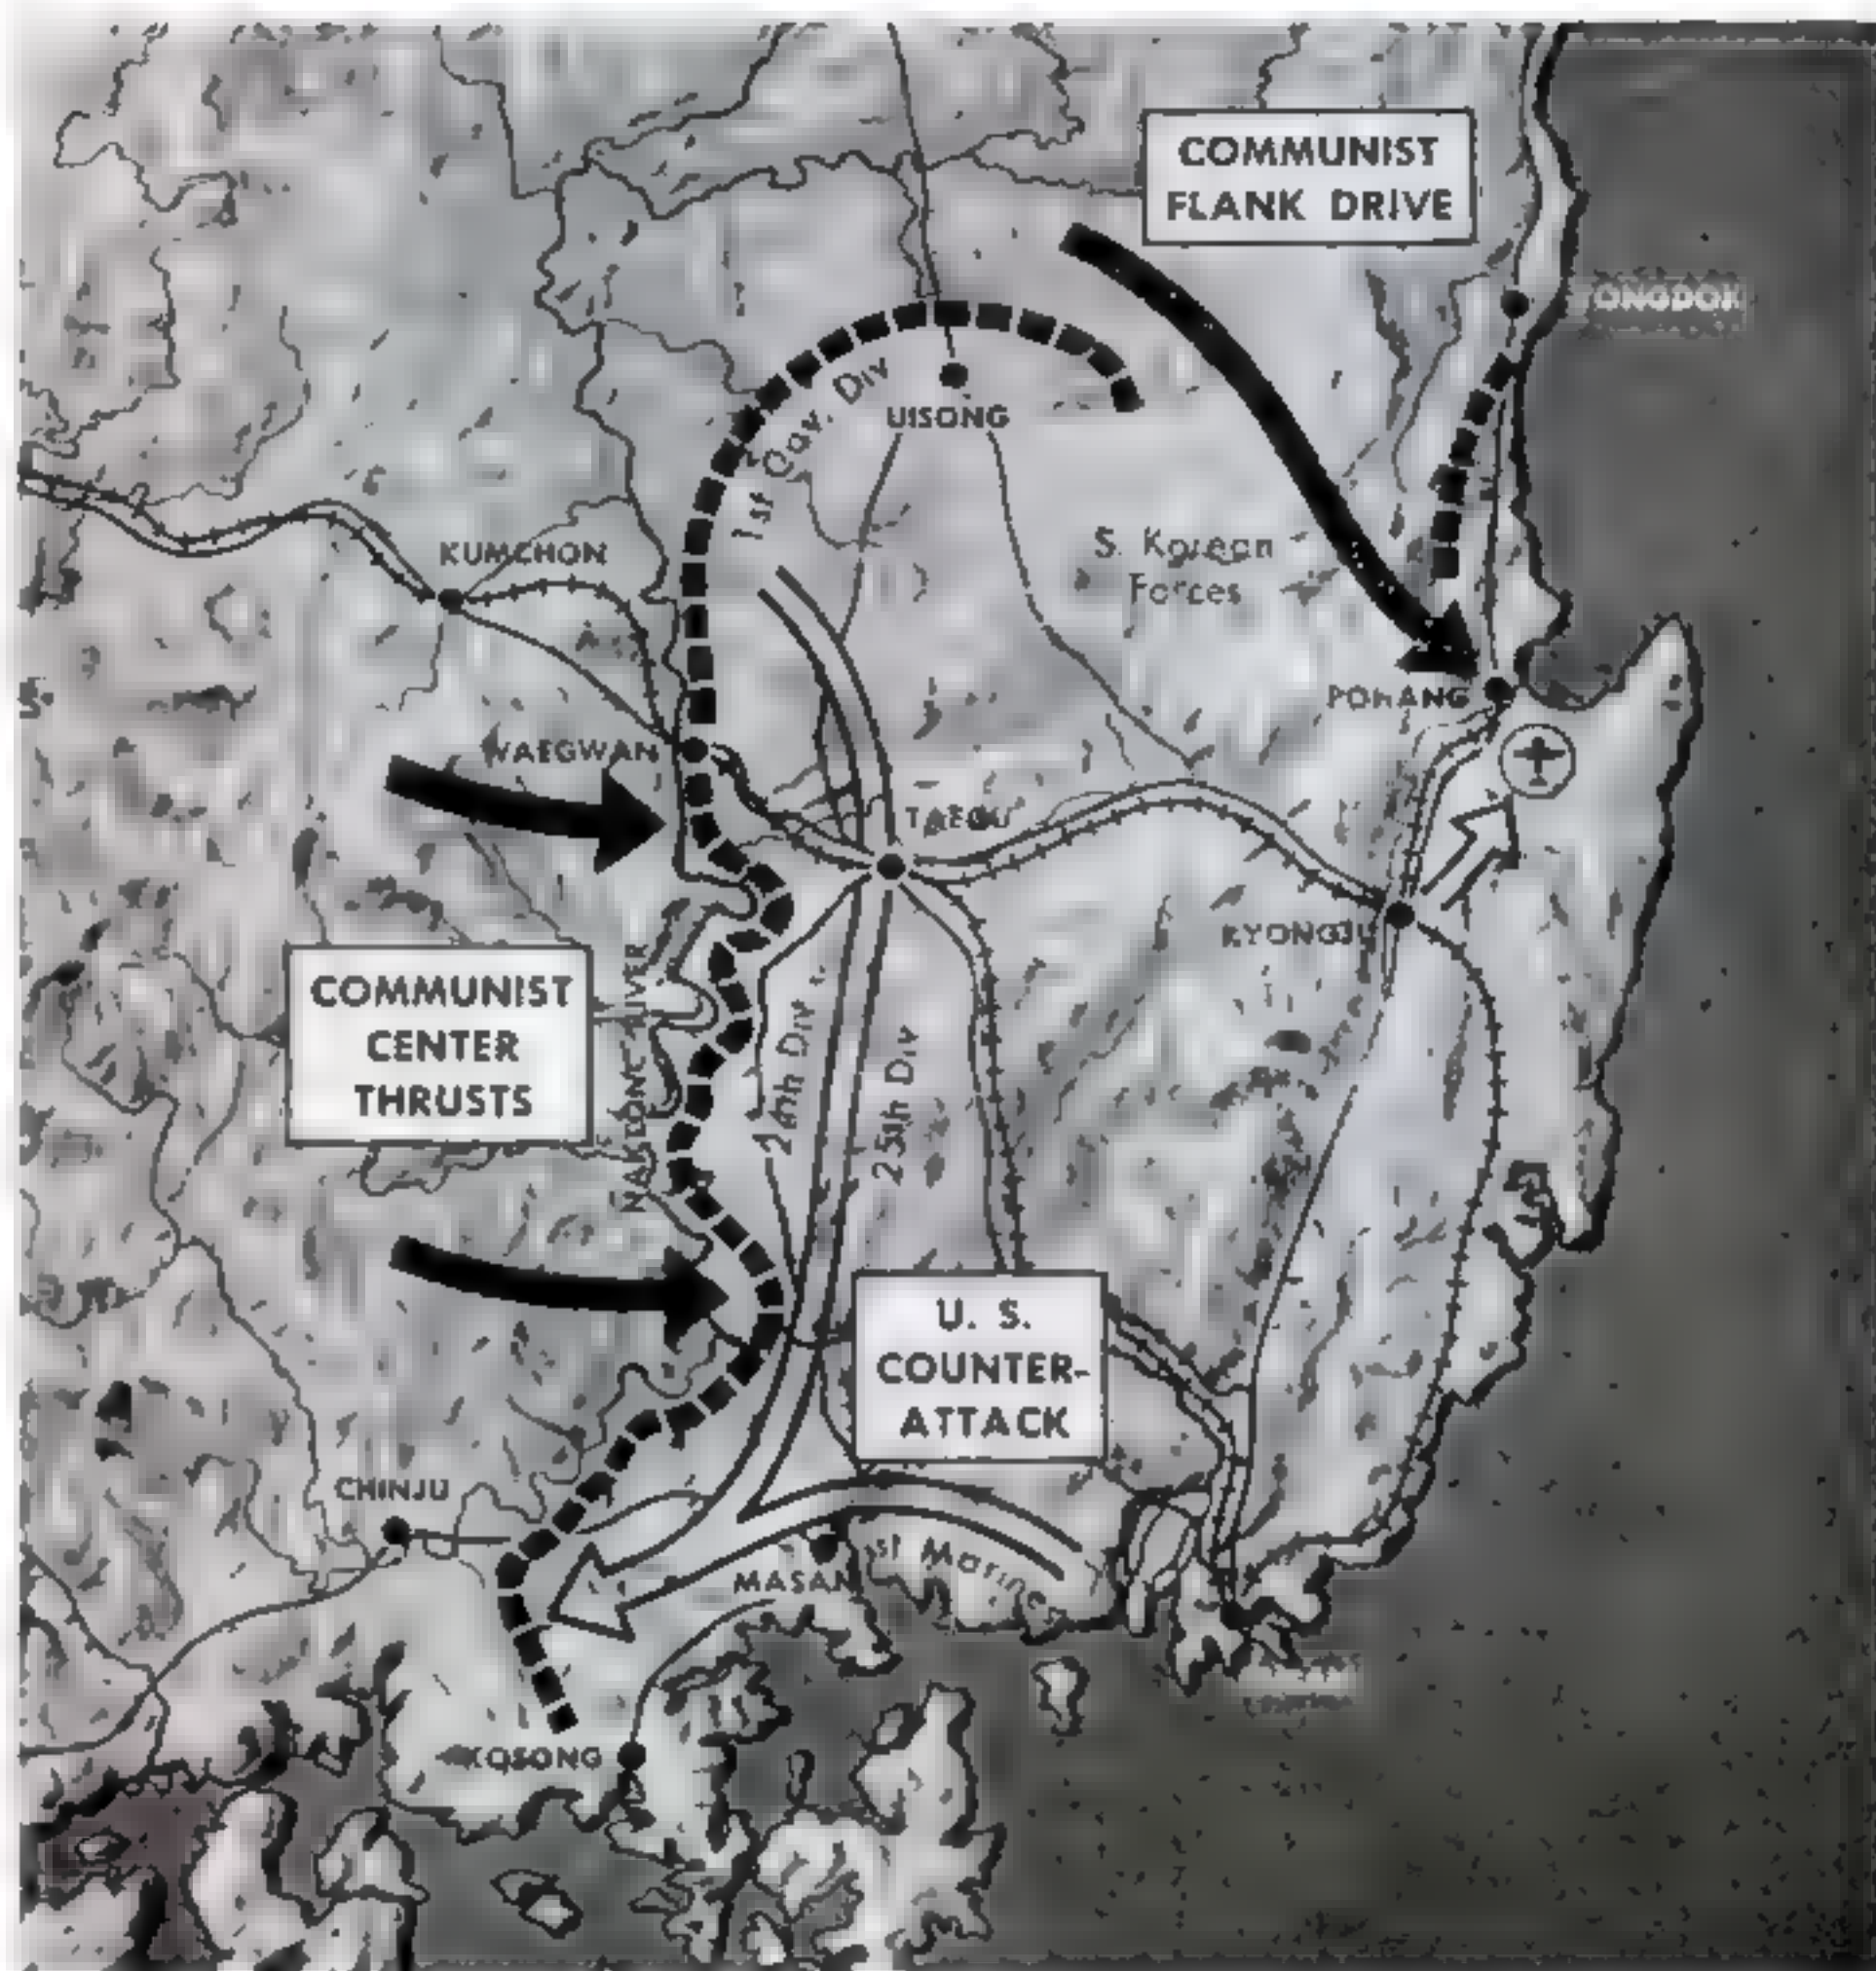 COMMUNIST
FLANK DRIVE
ONGDOK
1st Cav. Div
UISONG
S. Korean
Forces
KUMCHON
POHANG
WAEGWAN
TAEGU
KYONGJU
COMMUNIST
CENTER
THRUSTS
NAKTONG RIVER
24th Div
25th Div
U. S.
COUNTER-
ATTACK
CHINJU
MASAN
1st Marines
KOSONG